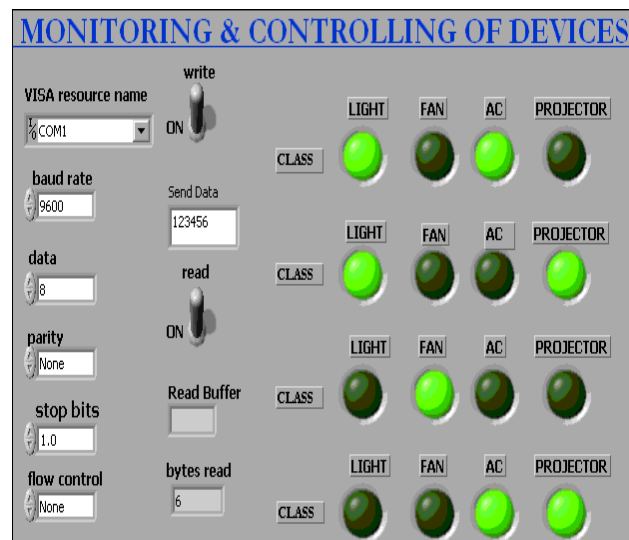 MONITORING & CONTROLLING OF DEVICES
VISA resource name
I/0 COM1
baud rate
9600
data
8
parity
None
stop bits
1.0
flow control
None
write
ON
Send Data
123456
read
ON
Read Buffer
bytes read
6
LIGHT FAN AC PROJECTOR
CLASS
LIGHT FAN AC PROJECTOR
CLASS
LIGHT FAN AC PROJECTOR
CLASS
LIGHT FAN AC PROJECTOR
CLASS